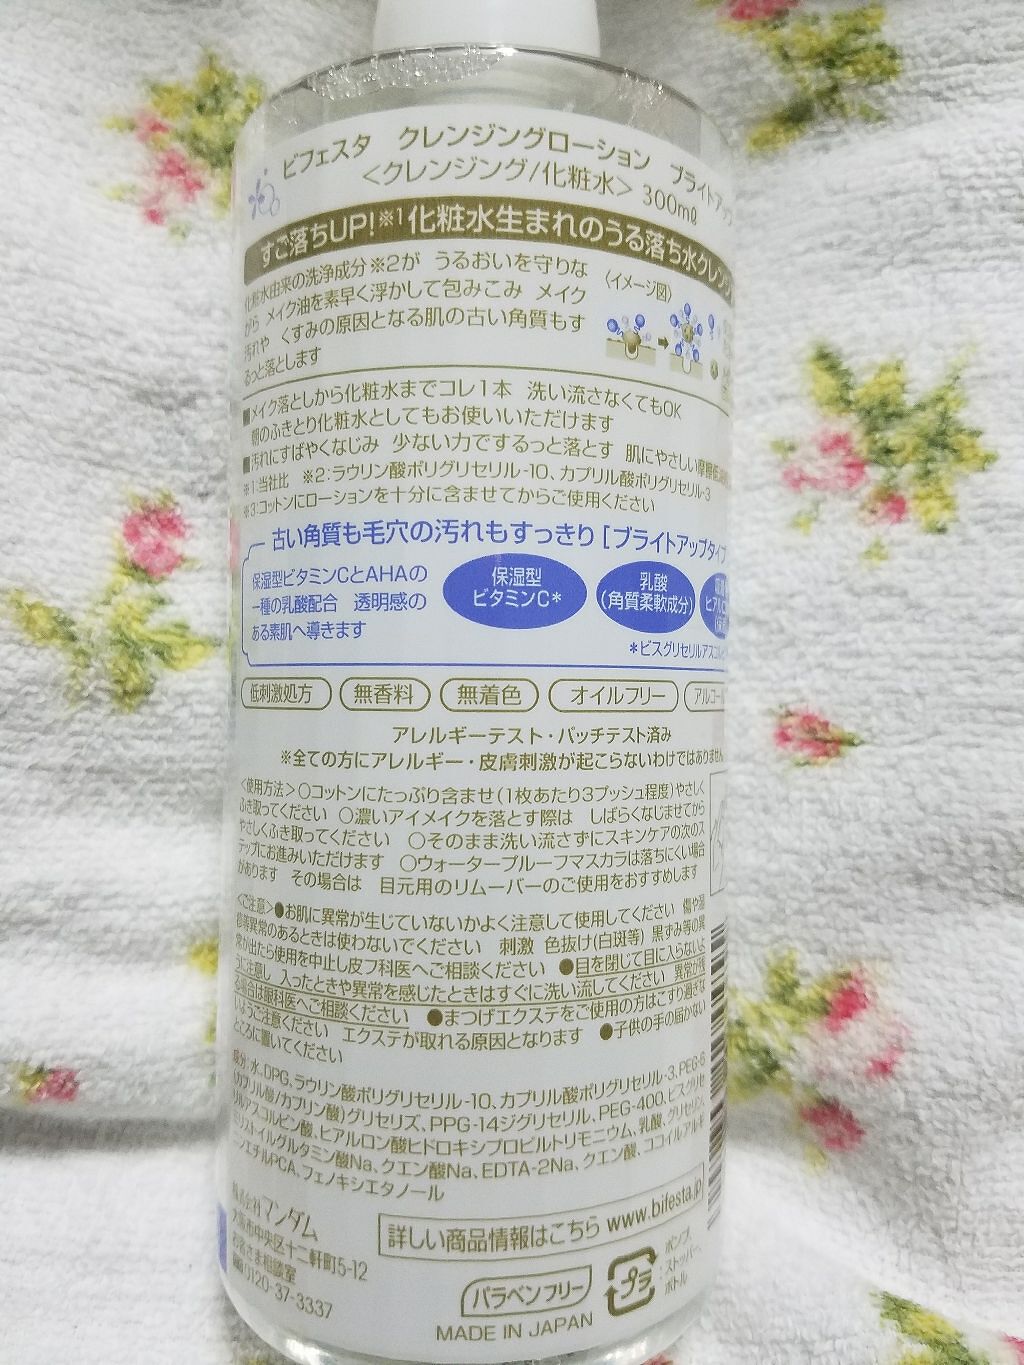 ビフェスタ クレンジングローション ブライトアップ
<クレンジング/化粧水> 300mℓ
すご落ちUP!※1化粧水生まれのうる落ち水クレンジ
化粧水由来の洗浄成分※2が うるおいを守りな
がら メイク油を素早く浮かして包みこみ メイク
汚れや くすみの原因となる肌の古い角質もす
るっと落とします
(イメージ図)
■メイク落としから化粧水までコレ1本 洗い流さなくてもOK
朝のふきとり化粧水としてもお使いいただけます
■汚れにすばやくなじみ 少ない力でするっと落とす 肌にやさしい摩擦低
※1:当社比 ※2:ラウリン酸ポリグリセリル-10、カプリル酸ポリグリセリル-3
※3:コットンにローションを十分に含ませてからご使用ください
古い角質も毛穴の汚れもすっきり [ブライトアップタイプ
保湿型ビタミンCとAHAの
一種の乳酸配合 透明感の
ある素肌へ導きます
保湿型
ビタミンC*
乳酸
(角質柔軟成分)
ヒアル
*ビスグリセリルアスコル
低刺激処方 無香料 無着色 オイルフリー アルコール
アレルギーテスト・パッチテスト済み
※全ての方にアレルギー・皮膚刺激が起こらないわけではありません
<使用方法>○コットンにたっぷり含ませ(1枚あたり3プッシュ程度)やさしく
ふき取ってください ○濃いアイメイクを落とす際は しばらくなじませてから
やさしくふき取ってください ○そのまま洗い流さずにスキンケアの次のス
テップにお進みいただけます ○ウォータープルーフマスカラは落ちにくい場合
があります その場合は 目元用のリムーバーのご使用をおすすめします
<ご注意>●お肌に異常が生じていないかよく注意して使用してください 傷や湿
疹等異常のあるときは使わないでください 刺激 色抜け(白斑等) 黒ずみ等の異
常が出たら使用を中止し皮フ科医へご相談ください ●目を閉じて目に入らないよ
うに注意し 入ったときや異常を感じたときはすぐに洗い流してください 異常が残
る場合は眼科医へご相談ください ●まつげエクステをご使用の方はこすり過ぎな
いようご注意ください エクステが取れる原因となります ●子供の手の届かない
ところに置いてください
成分:水、DPG、ラウリン酸ポリグリセリル-10、カプリル酸ポリグリセリル-3、PEG-6
(カプリル酸/カプリン酸)グリセリズ、PPG-14ジグリセリル、PEG-400、ビスグリセ
リルアスコルビン酸、ヒアルロン酸ヒドロキシプロピルトリモニウム、乳酸、グリセリン、
ミリストイルグルタミン酸Na、クエン酸Na、EDTA-2Na、クエン酸、ココイルアルギ
ニンエチルPCA、フェノキシエタノール
株式会社マンダム
大阪市中央区十二軒町5-12
お客さま相談室
0120-37-3337
詳しい商品情報はこちら www.bifesta.jp
パラベンフリー
プラ
ポンプ、
ストッパー、
ボトル
MADE IN JAPAN